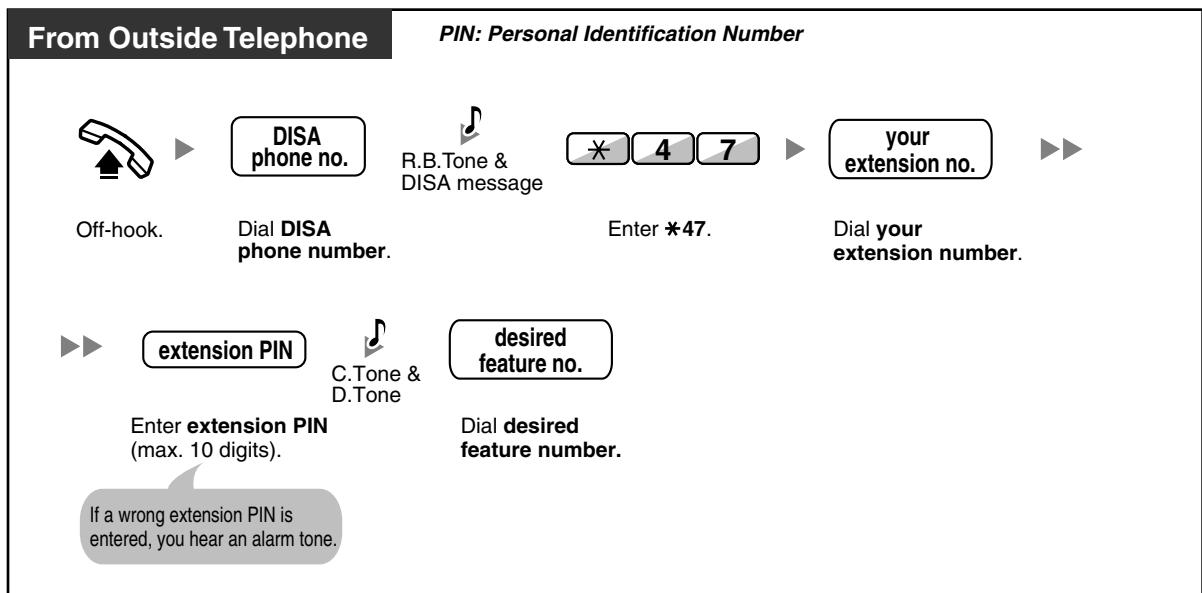 From Outside Telephone
PIN: Personal Identification Number
DISA
phone no.
R.B.Tone &
DISA message
* 4 7
your
extension no.
Off-hook.
Dial DISA
phone number.
Enter *47.
Dial your
extension number.
extension PIN
C.Tone &
D.Tone
desired
feature no.
Enter extension PIN
(max. 10 digits).
Dial desired
feature number.
If a wrong extension PIN is
entered, you hear an alarm tone.